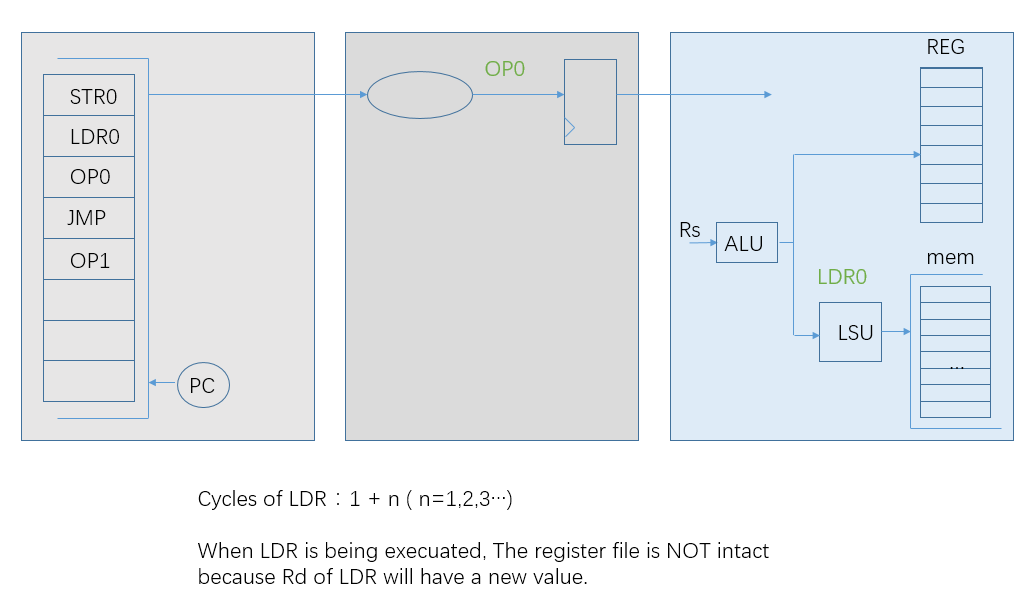 REG
OP0
STR0
LDR0
OP0
JMP
OP1
PC
Rs
ALU
mem
LDR0
LSU
...
Cycles of LDR：1 + n ( n=1,2,3…)
When LDR is being execuated, The register file is NOT intact
because Rd of LDR will have a new value.